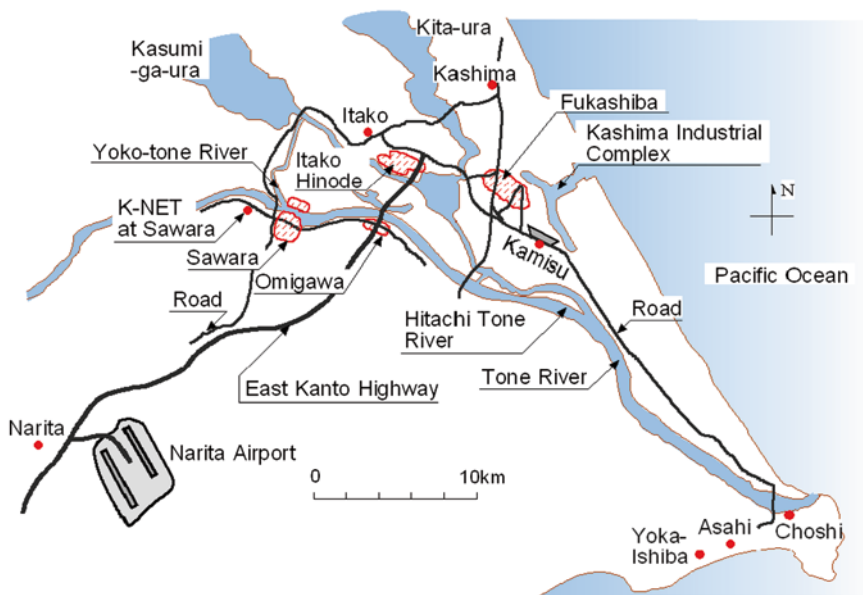 Kita-ura
Kasumi
-ga-ura
Kashima
Fukashiba
Itako
Kashima Industrial
Complex
Yoko-tone River
Itako
Hinode
N
K-NET
at Sawara
Sawara
Omigawa
Kamisu
Pacific Ocean
Road
Hitachi Tone
River
Road
Tone River
East Kanto Highway
Narita
Narita Airport
0
10km
Yoka-
Ishiba
Asahi
Choshi